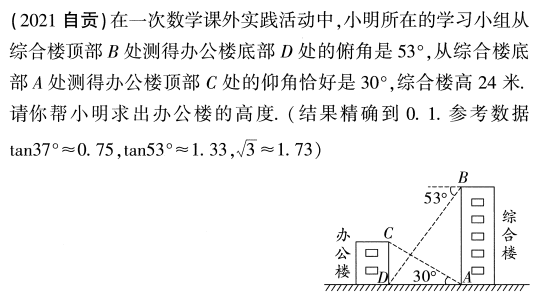 (2021 自贡)在一次数学课外实践活动中,小明所在的学习小组从
综合楼顶部 B 处测得办公楼底部 D 处的俯角是 53°,从综合楼底
部 A 处测得办公楼顶部 C 处的仰角恰好是 30°,综合楼高 24 米.
请你帮小明求出办公楼的高度. (结果精确到 0. 1. 参考数据
tan37°≈0. 75,tan53°≈1. 33,√3≈1. 73)
B
53°
办公楼
C
综合楼
D
30°
A